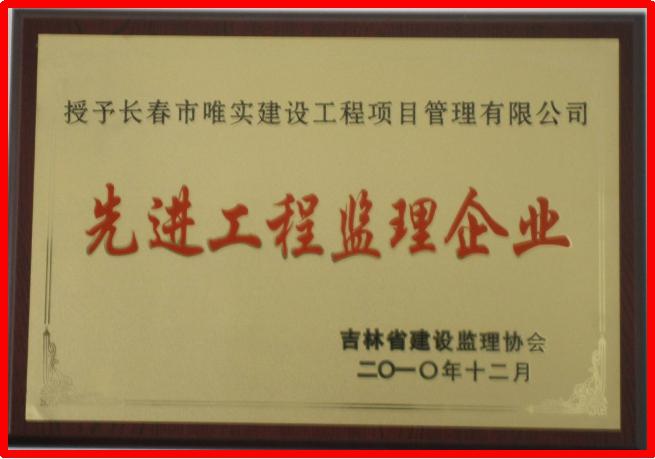 授予长春市唯实建设工程项目管理有限公司
先进工程监理企业
吉林省建设监理协会
二〇一〇年十二月